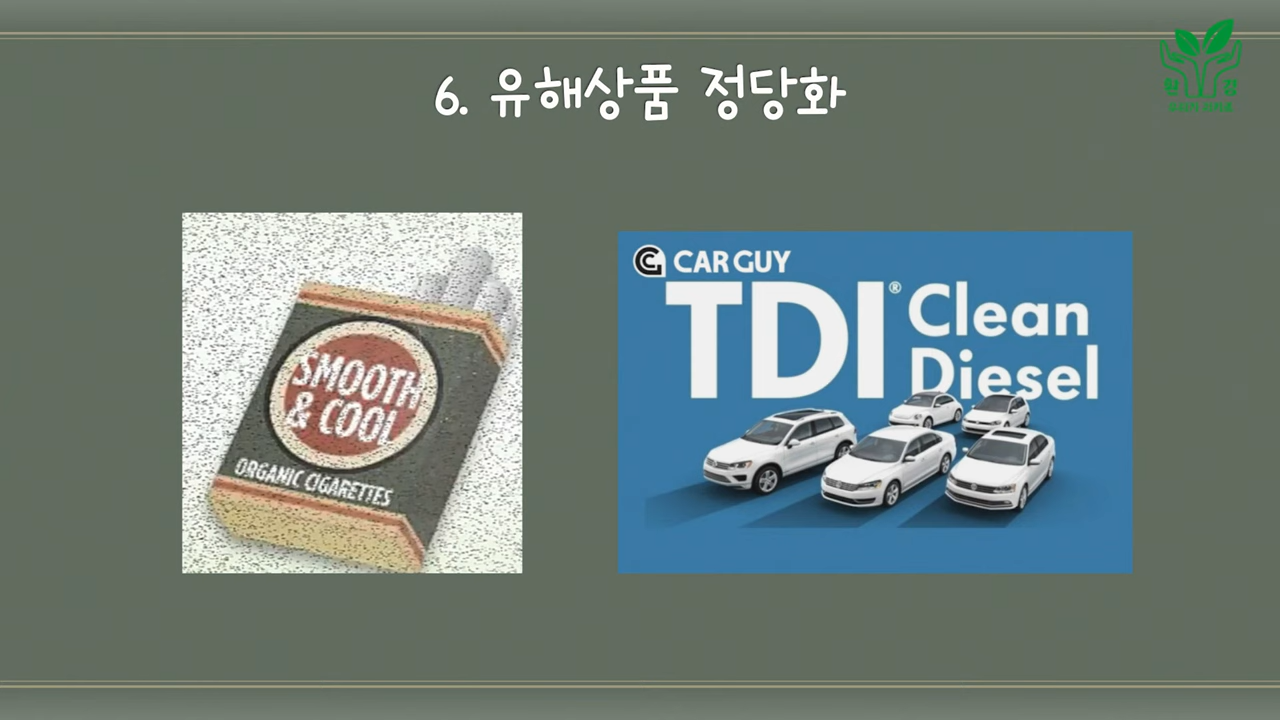 6. 유해상품 정당화
SMOOTH
& COOL
ORGANIC CIGARETTES
CAR GUY
TDI® Clean
Diesel